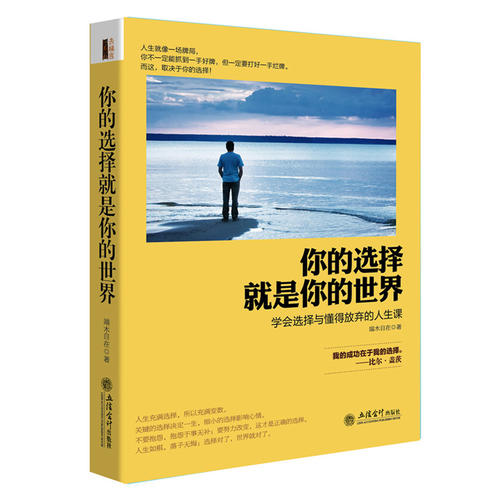 人生就像一场牌局，
你不一定能抓到一手好牌，但一定要打好一手烂牌。
而这，取决于你的选择！
你的选择
就是你的世界
学会选择与懂得放弃的人生课
端木自在◎著
我的成功在于我的选择。
——比尔·盖茨
人生充满选择，所以充满变数。
关键的选择决定一生，细小的选择影响心情。
不要抱怨，抱怨于事无补；要努力改变，这才是正确的选择。
人生如棋，落子无悔；选择对了，世界就对了。
立信会计出版社
你的选择就是你的世界
端木自在◎著
立信会计出版社